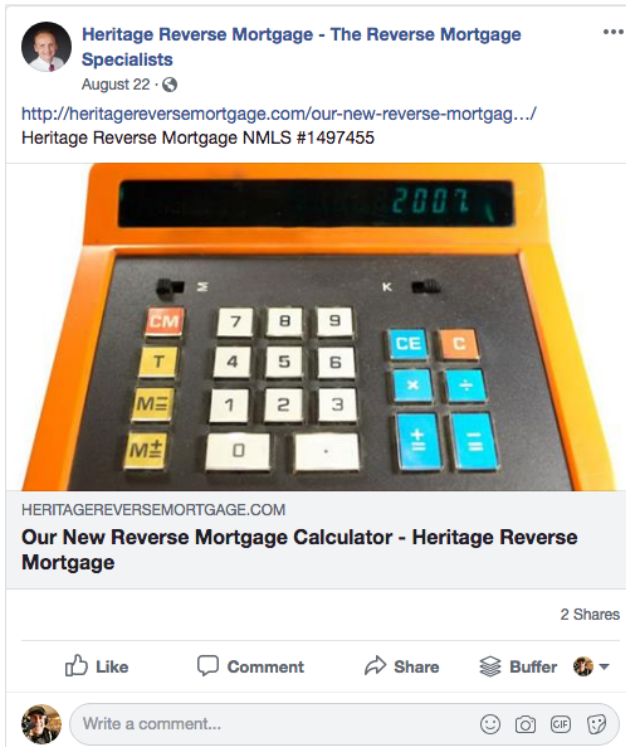 Heritage Reverse Mortgage - The Reverse Mortgage
Specialists
August 22 ·
http://heritagereversemortgage.com/our-new-reverse-mortgag.../
Heritage Reverse Mortgage NMLS #1497455
2007
M K
CM 7 8 9 CE C
T 4 5 6 × ÷
M= 1 2 3 ± =
M± 0 .
HERITAGEREVERSEMORTGAGE.COM
Our New Reverse Mortgage Calculator - Heritage Reverse
Mortgage
2 Shares
Like Comment Share Buffer
Write a comment...
GIF